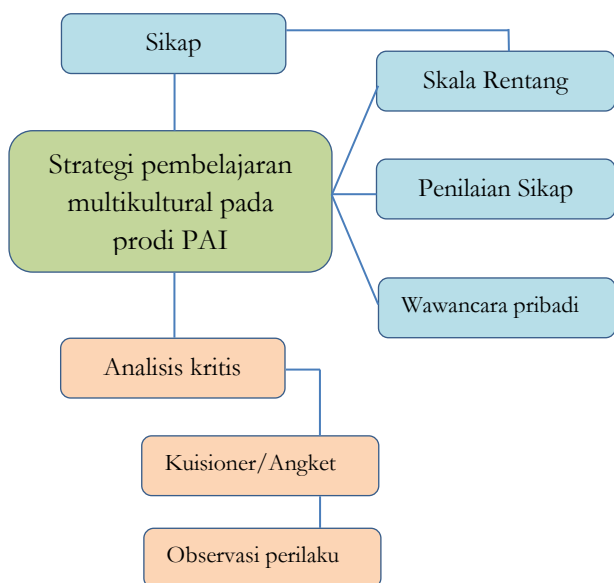 Sikap
Skala Rentang
Strategi pembelajaran
multikultural pada
prodi PAI
Penilaian Sikap
Wawancara pribadi
Analisis kritis
Kuisioner/Angket
Observasi perilaku